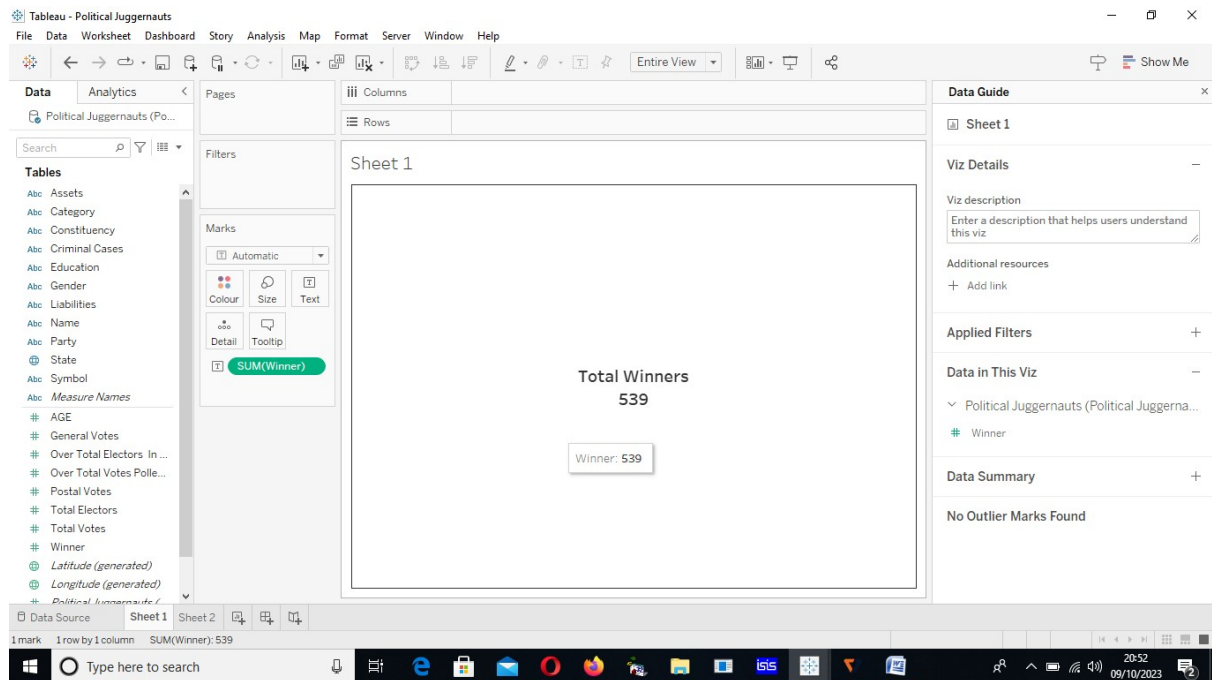 Tableau - Political Juggernauts
File Data Worksheet Dashboard Story Analysis Map Format Server Window Help
Entire View
Show Me
Data Analytics
Political Juggernauts (Po...
Search
Tables
Abc Assets
Abc Category
Abc Constituency
Abc Criminal Cases
Abc Education
Abc Gender
Abc Liabilities
Abc Name
Abc Party
State
Abc Symbol
Abc Measure Names
# AGE
# General Votes
# Over Total Electors In ...
# Over Total Votes Polle...
# Postal Votes
# Total Electors
# Total Votes
# Winner
Latitude (generated)
Longitude (generated)
# Political Juggernauts (
Pages
Filters
Marks
T Automatic
Colour Size Text
Detail Tooltip
T SUM(Winner)
iii Columns
Rows
Sheet 1
Total Winners
539
Winner: 539
Data Guide
Sheet 1
Viz Details
Viz description
Enter a description that helps users understand
this viz
Additional resources
+ Add link
Applied Filters
Data in This Viz
Political Juggernauts (Political Juggerna...
# Winner
Data Summary
No Outlier Marks Found
Data Source Sheet 1 Sheet 2
1 mark 1 row by 1 column SUM(Winner): 539
Type here to search
isis
20:52
09/10/2023
2